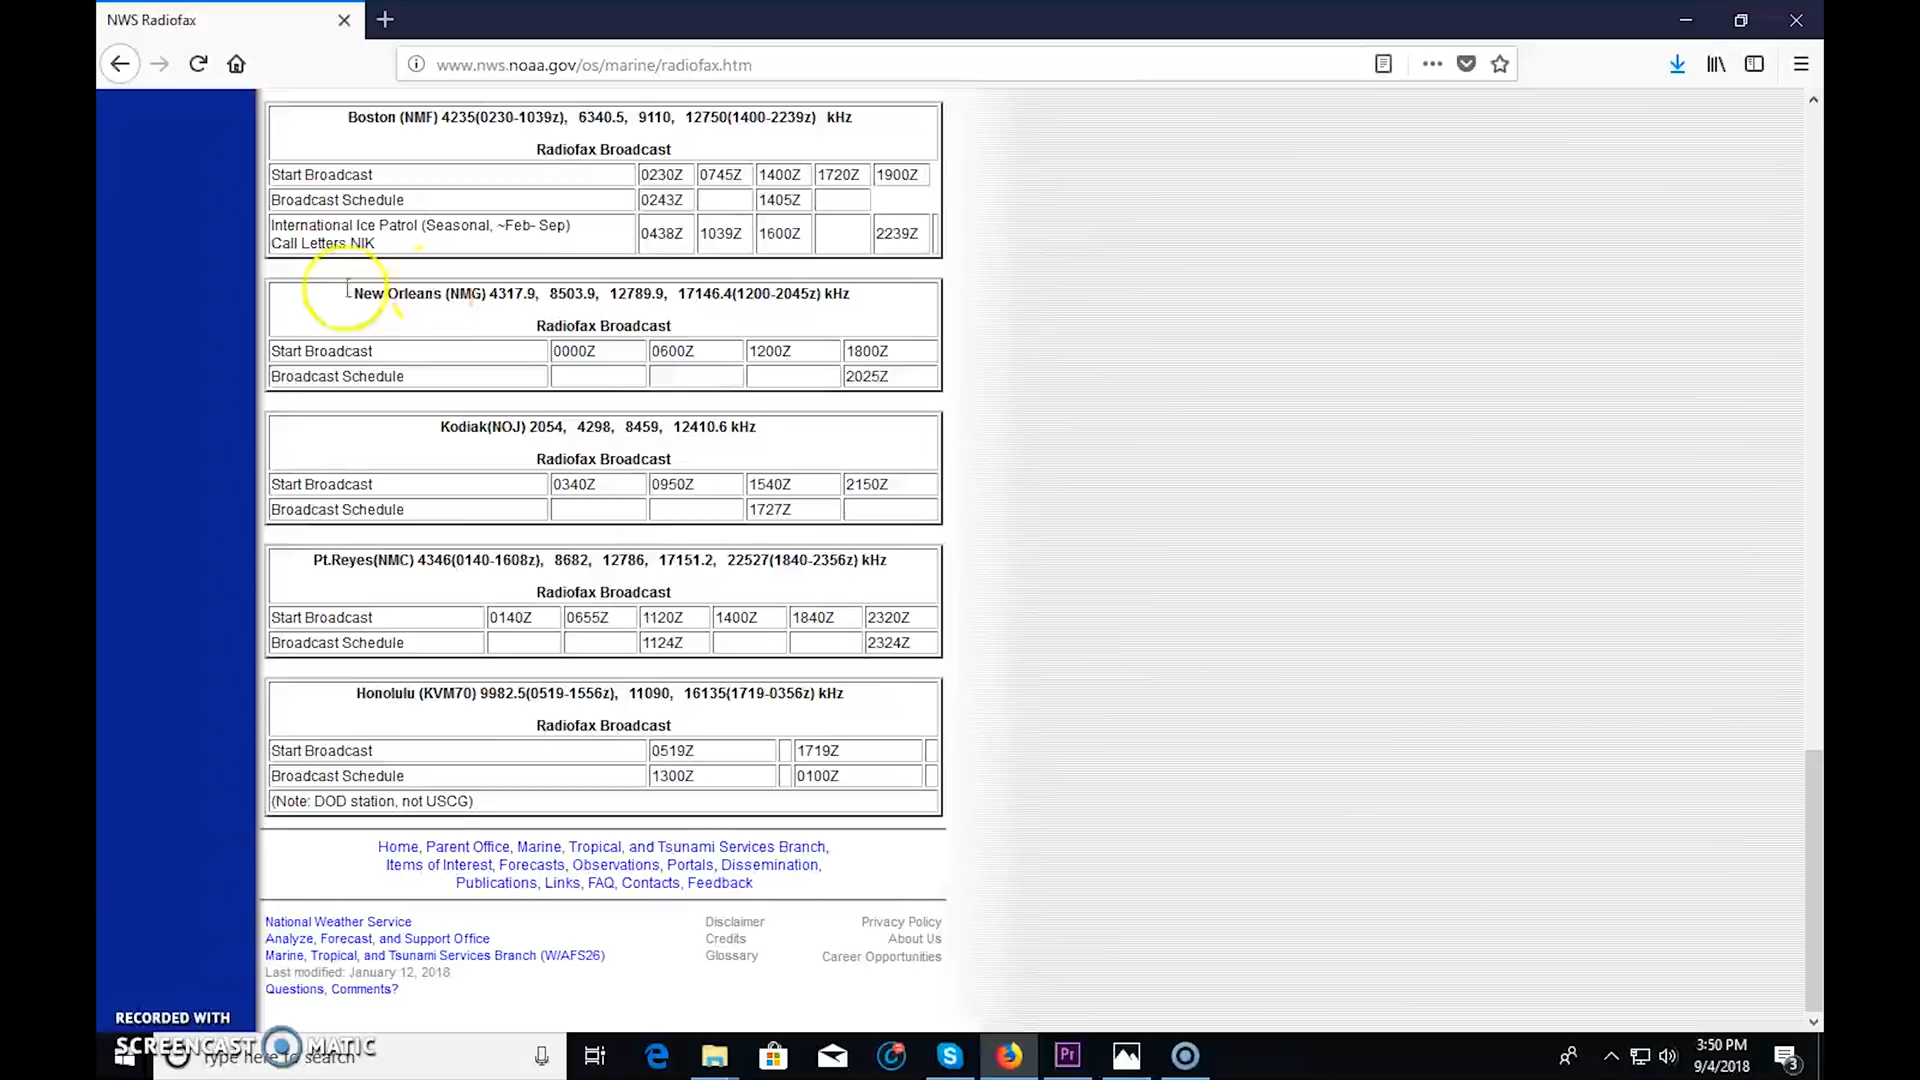 NWS Radiofax
www.nws.noaa.gov/os/marine/radiofax.htm
Boston (NMF) 4235(0230-1039z), 6340.5, 9110, 12750(1400-2239z) kHz
Radiofax Broadcast
Start Broadcast 0230Z 0745Z 1400Z 1720Z 1900Z
Broadcast Schedule 0243Z 1405Z
International Ice Patrol (Seasonal, ~Feb- Sep)
Call Letters NIK 0438Z 1039Z 1600Z 2239Z
New Orleans (NMG) 4317.9, 8503.9, 12789.9, 17146.4(1200-2045z) kHz
Radiofax Broadcast
Start Broadcast 0000Z 0600Z 1200Z 1800Z
Broadcast Schedule 2025Z
Kodiak(NOJ) 2054, 4298, 8459, 12410.6 kHz
Radiofax Broadcast
Start Broadcast 0340Z 0950Z 1540Z 2150Z
Broadcast Schedule 1727Z
Pt.Reyes(NMC) 4346(0140-1608z), 8682, 12786, 17151.2, 22527(1840-2356z) kHz
Radiofax Broadcast
Start Broadcast 0140Z 0655Z 1120Z 1400Z 1840Z 2320Z
Broadcast Schedule 1124Z 2324Z
Honolulu (KVM70) 9982.5(0519-1556z), 11090, 16135(1719-0356z) kHz
Radiofax Broadcast
Start Broadcast 0519Z 1719Z
Broadcast Schedule 1300Z 0100Z
(Note: DOD station, not USCG)
Home, Parent Office, Marine, Tropical, and Tsunami Services Branch,
Items of Interest, Forecasts, Observations, Portals, Dissemination,
Publications, Links, FAQ, Contacts, Feedback
National Weather Service
Analyze, Forecast, and Support Office
Marine, Tropical, and Tsunami Services Branch (W/AFS26)
Last modified: January 12, 2018
Questions, Comments?
Disclaimer
Credits
Glossary
Privacy Policy
About Us
Career Opportunities
RECORDED WITH
SCREENCAST MATIC
Type here to search
Pr
3:50 PM
9/4/2018
3